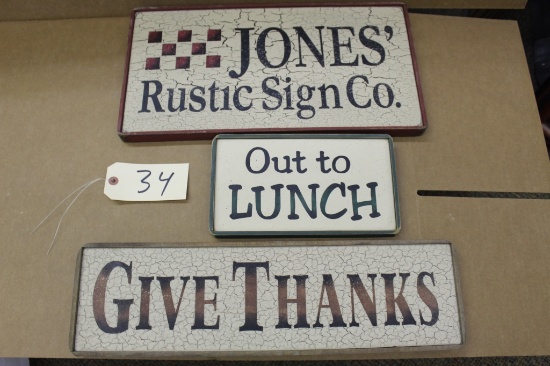 JONES'
Rustic Sign Co.
Out to
LUNCH
34
GIVE THANKS